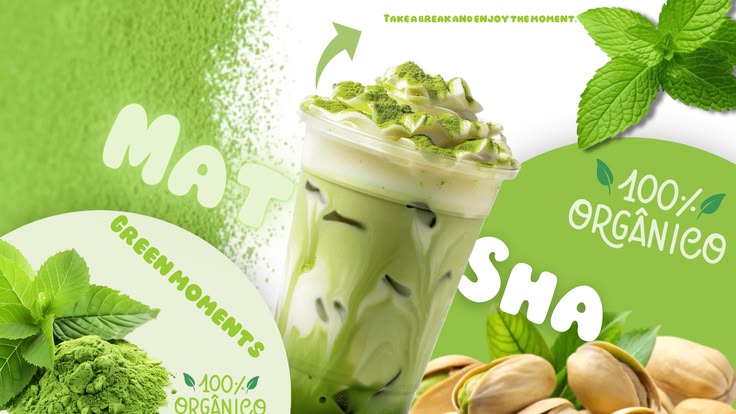 TAKE A BREAK AND ENJOY THE MOMENT.
MAT
SHA
GREEN MOMENTS
100%
ORGÂNICO
100%
ORGÂNICO